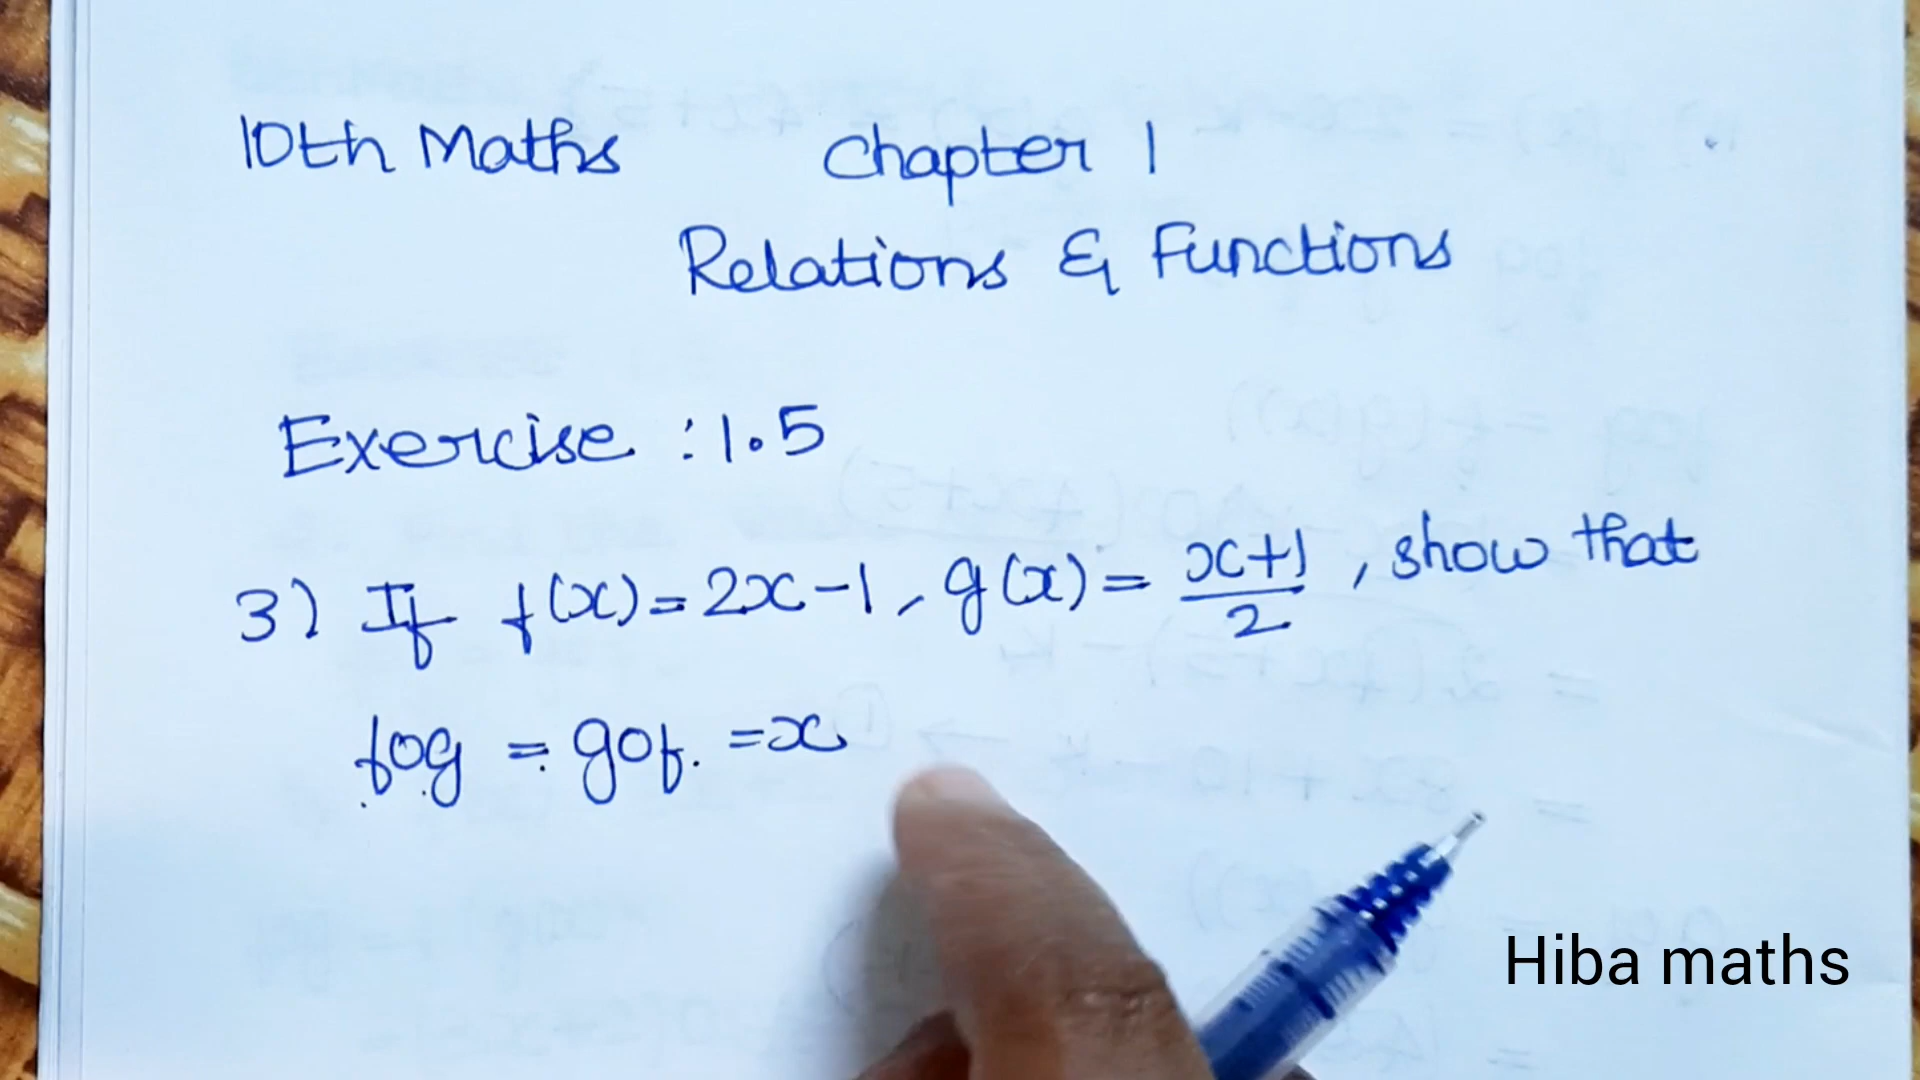 10th Maths Chapter 1
Relations & Functions
Exercise : 1.5
3) If f(x) = 2x - 1, g(x) = x+1/2, show that
fog = gof. = x
Hiba maths